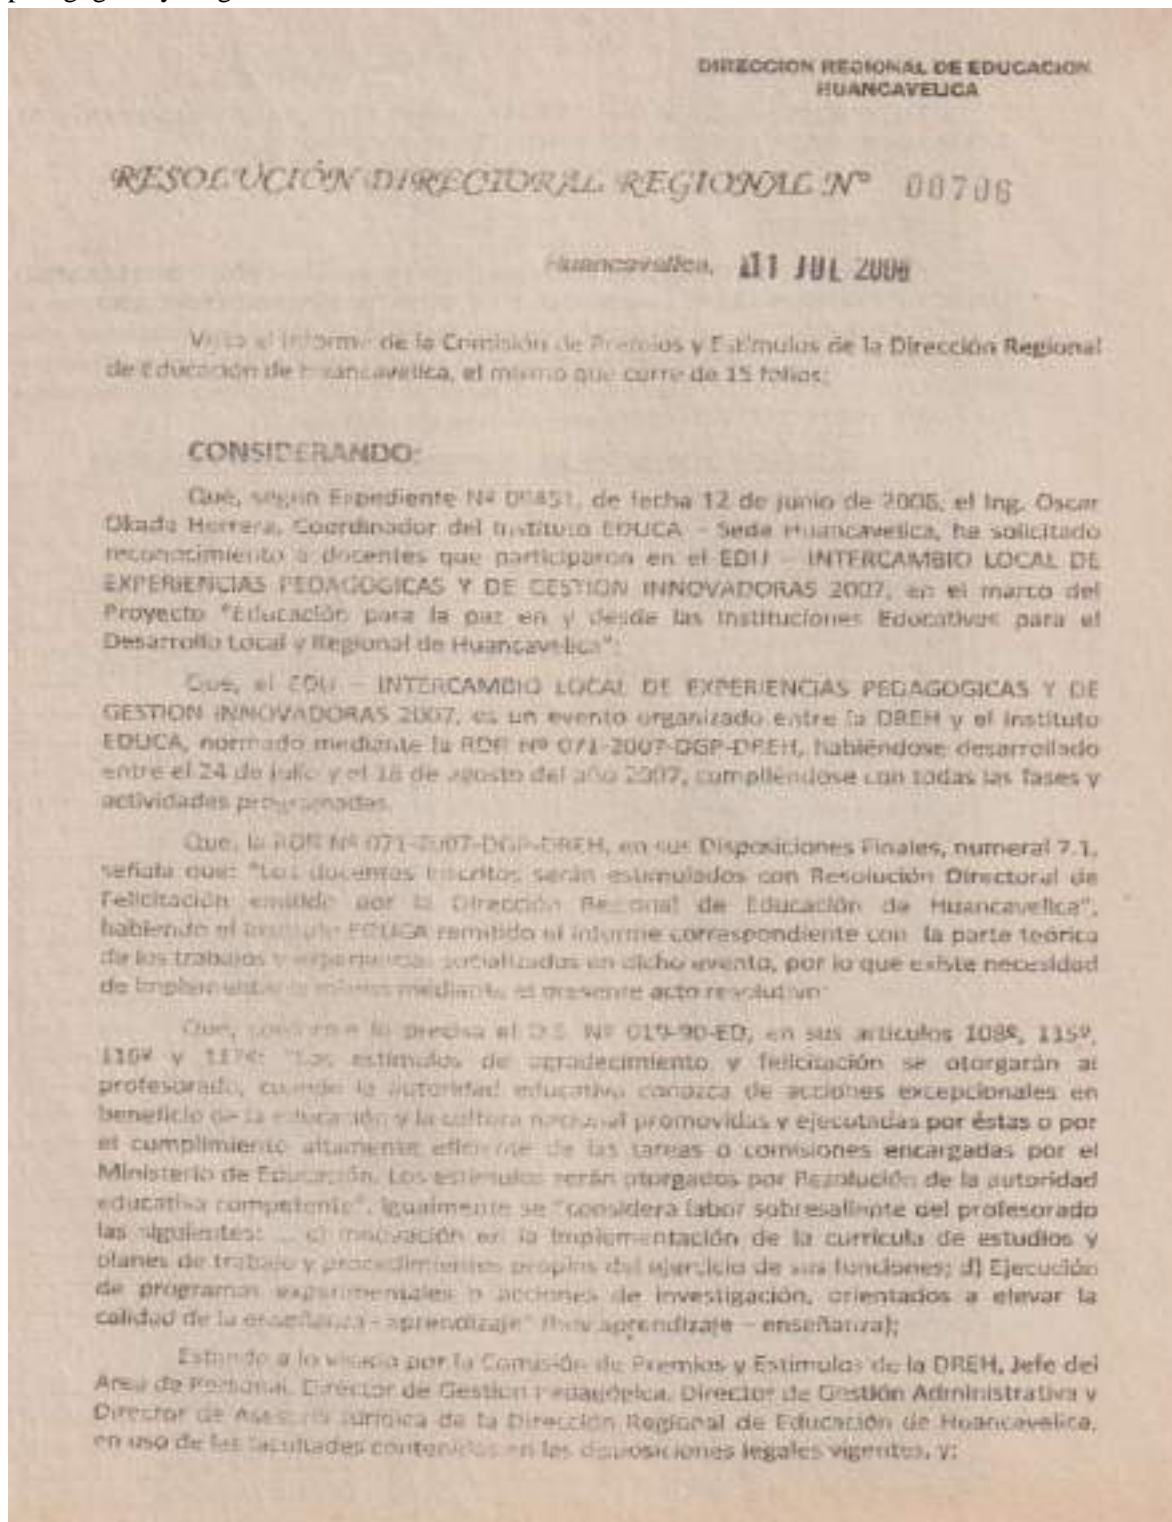 DIRECCION REGIONAL DE EDUCACION
HUANCAVELICA
RESOLUCIÓN DIRECTORAL REGIONAL Nº 00706
Huancavelica, 11 JUL 2008
Visto el Informe de la Comisión de Premios y Estímulos de la Dirección Regional
de Educación de Huancavelica, el mismo que corre de 15 folios;
CONSIDERANDO:
Que, según Expediente Nº de fecha 12 de junio de 2008, el Ing. Oscar
Okada Herrera, Coordinador del Instituto EDUCA – Sede Huancavelica, ha solicitado
reconocimiento a docentes que participaron en el EDU – INTERCAMBIO LOCAL DE
EXPERIENCIAS PEDAGOGICAS Y DE GESTION INNOVADORAS 2007, en el marco del
Proyecto "Educación para la paz en y desde las Instituciones Educativas para el
Desarrollo Local y Regional de Huancavelica";
Que, el EDU – INTERCAMBIO LOCAL DE EXPERIENCIAS PEDAGOGICAS Y DE
GESTION INNOVADORAS 2007, es un evento organizado entre la DREH y el Instituto
EDUCA, normado mediante la RDR Nº 071-2007-DGP-DREH, habiéndose desarrollado
entre el 24 de julio y el 16 de agosto del año 2007, cumpliéndose con todas las fases y
actividades programadas.
Que, la RDR Nº 071-2007-DGP-DREH, en sus Disposiciones Finales, numeral 7.1,
señala que: "Los docentes inscritos serán estimulados con Resolución Directoral de
Felicitación emitido por la Dirección Regional de Educación de Huancavelica",
habiendo el Instituto EDUCA remitido el informe correspondiente con la parte teórica
de los trabajos y experiencias socializados en dicho evento, por lo que existe necesidad
de implementar mediante el presente acto resolutivo;
Que, conforme lo precisa el D.S. Nº 019-90-ED, en sus artículos 108º, 115º,
116º y 117º: "Los estímulos de agradecimiento y felicitación se otorgarán al
profesorado, cuando la autoridad educativa conozca de acciones excepcionales en
beneficio de la educación y la cultura nacional promovidas y ejecutadas por éstas o por
el cumplimiento altamente eficiente de las tareas o comisiones encargadas por el
Ministerio de Educación. Los estímulos serán otorgados por Resolución de la autoridad
educativa competente", igualmente se "considera labor sobresaliente del profesorado
las siguientes: ... c) Innovación en la implementación de la currícula de estudios y
planes de trabajo y procedimientos propios del ejercicio de sus funciones; d) Ejecución
de programas experimentales o acciones de investigación, orientados a elevar la
calidad de la enseñanza - aprendizaje" (hoy aprendizaje – enseñanza);
Estando a lo visado por la Comisión de Premios y Estímulos de la DREH, Jefe del
Area de Personal, Director de Gestión Pedagógica, Director de Gestión Administrativa y
Director de Asesoría Jurídica de la Dirección Regional de Educación de Huancavelica,
en uso de las facultades contenidas en las disposiciones legales vigentes, y;